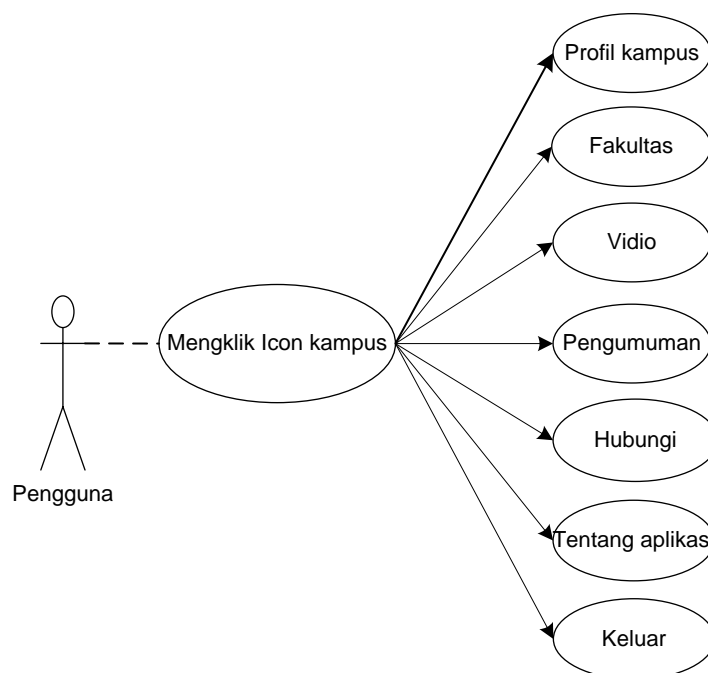 Profil kampus
Fakultas
Vidio
Mengklik Icon kampus
Pengumuman
Hubungi
Pengguna
Tentang aplikas
Keluar